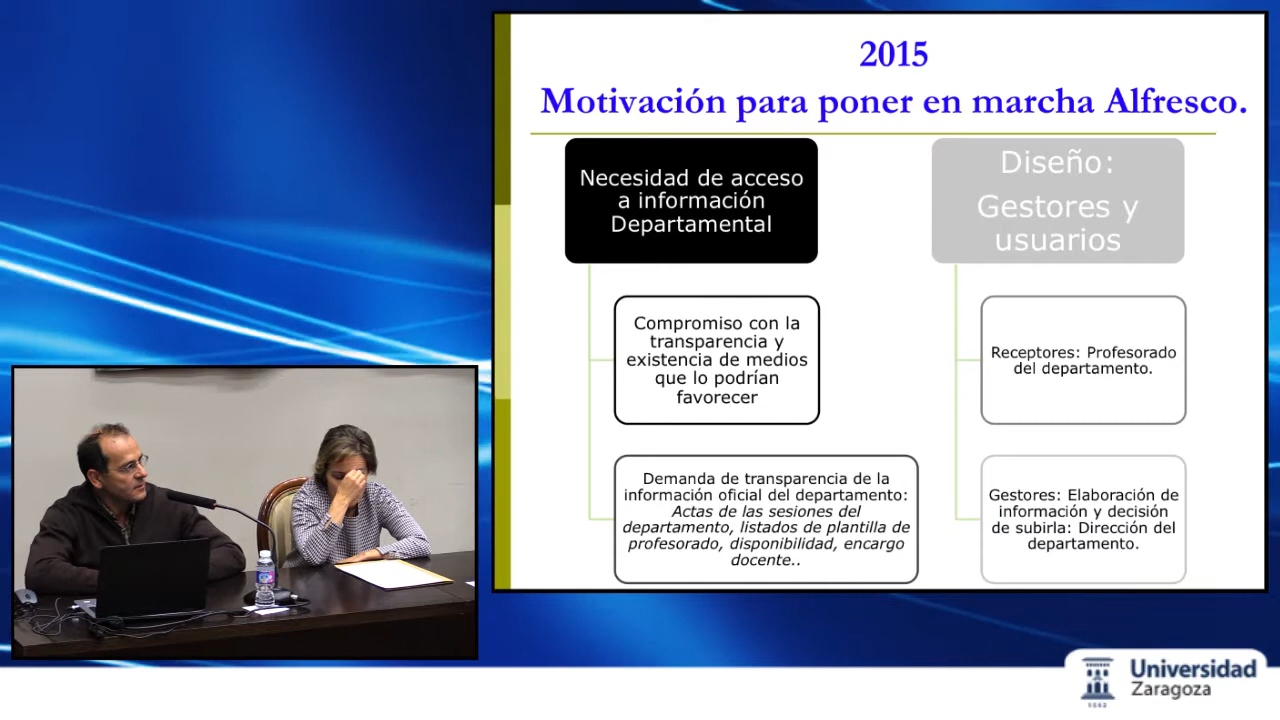 2015
Motivación para poner en marcha Alfresco.
Necesidad de acceso
a información
Departamental
Compromiso con la
transparencia y
existencia de medios
que lo podrían
favorecer
Demanda de transparencia de la
información oficial del departamento:
Actas de las sesiones del
departamento, listados de plantilla de
profesorado, disponibilidad, encargo
docente..
Diseño:
Gestores y
usuarios
Receptores: Profesorado
del departamento.
Gestores: Elaboración de
información y decisión
de subirla: Dirección del
departamento.
Universidad
Zaragoza
1542